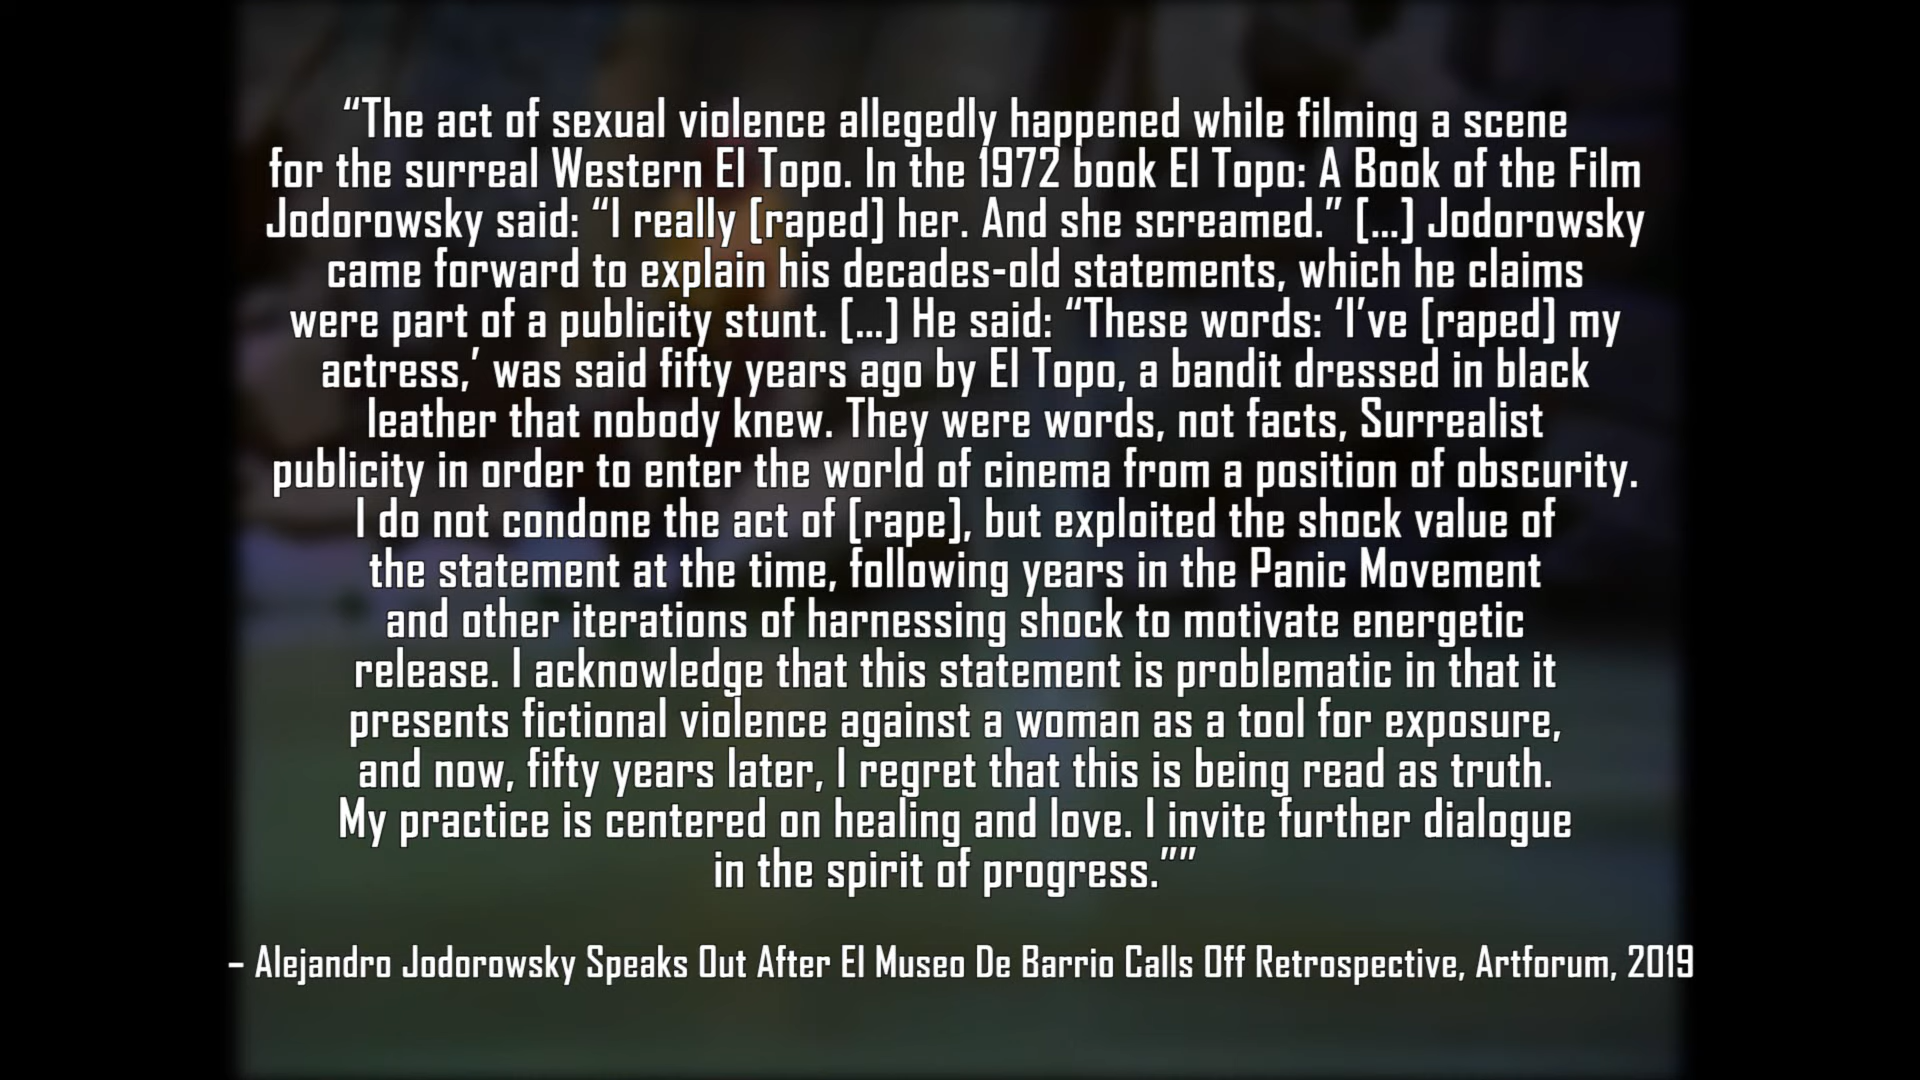 “The act of sexual violence allegedly happened while filming a scene
for the surreal Western El Topo. In the 1972 book El Topo: A Book of the Film
Jodorowsky said: “I really [raped] her. And she screamed.” [...] Jodorowsky
came forward to explain his decades-old statements, which he claims
were part of a publicity stunt. [...] He said: “These words: ‘I’ve [raped] my
actress,’ was said fifty years ago by El Topo, a bandit dressed in black
leather that nobody knew. They were words, not facts, Surrealist
publicity in order to enter the world of cinema from a position of obscurity.
I do not condone the act of [rape], but exploited the shock value of
the statement at the time, following years in the Panic Movement
and other iterations of harnessing shock to motivate energetic
release. I acknowledge that this statement is problematic in that it
presents fictional violence against a woman as a tool for exposure,
and now, fifty years later, I regret that this is being read as truth.
My practice is centered on healing and love. I invite further dialogue
in the spirit of progress.””
– Alejandro Jodorowsky Speaks Out After El Museo De Barrio Calls Off Retrospective, Artforum, 2019